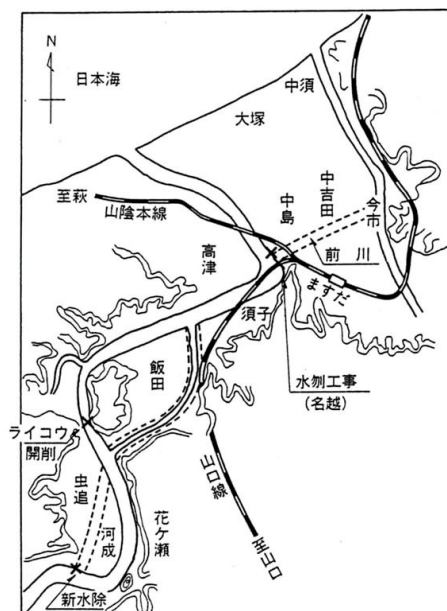 N
日本海
中須
大塚
至萩
山陰本線
中島
中吉田
今市
前川
高津
ますだ
須子
水刎工事
(名越)
飯田
ライコウ
開削
虫追
河成
花ケ瀬
山口線
至山口
新水除